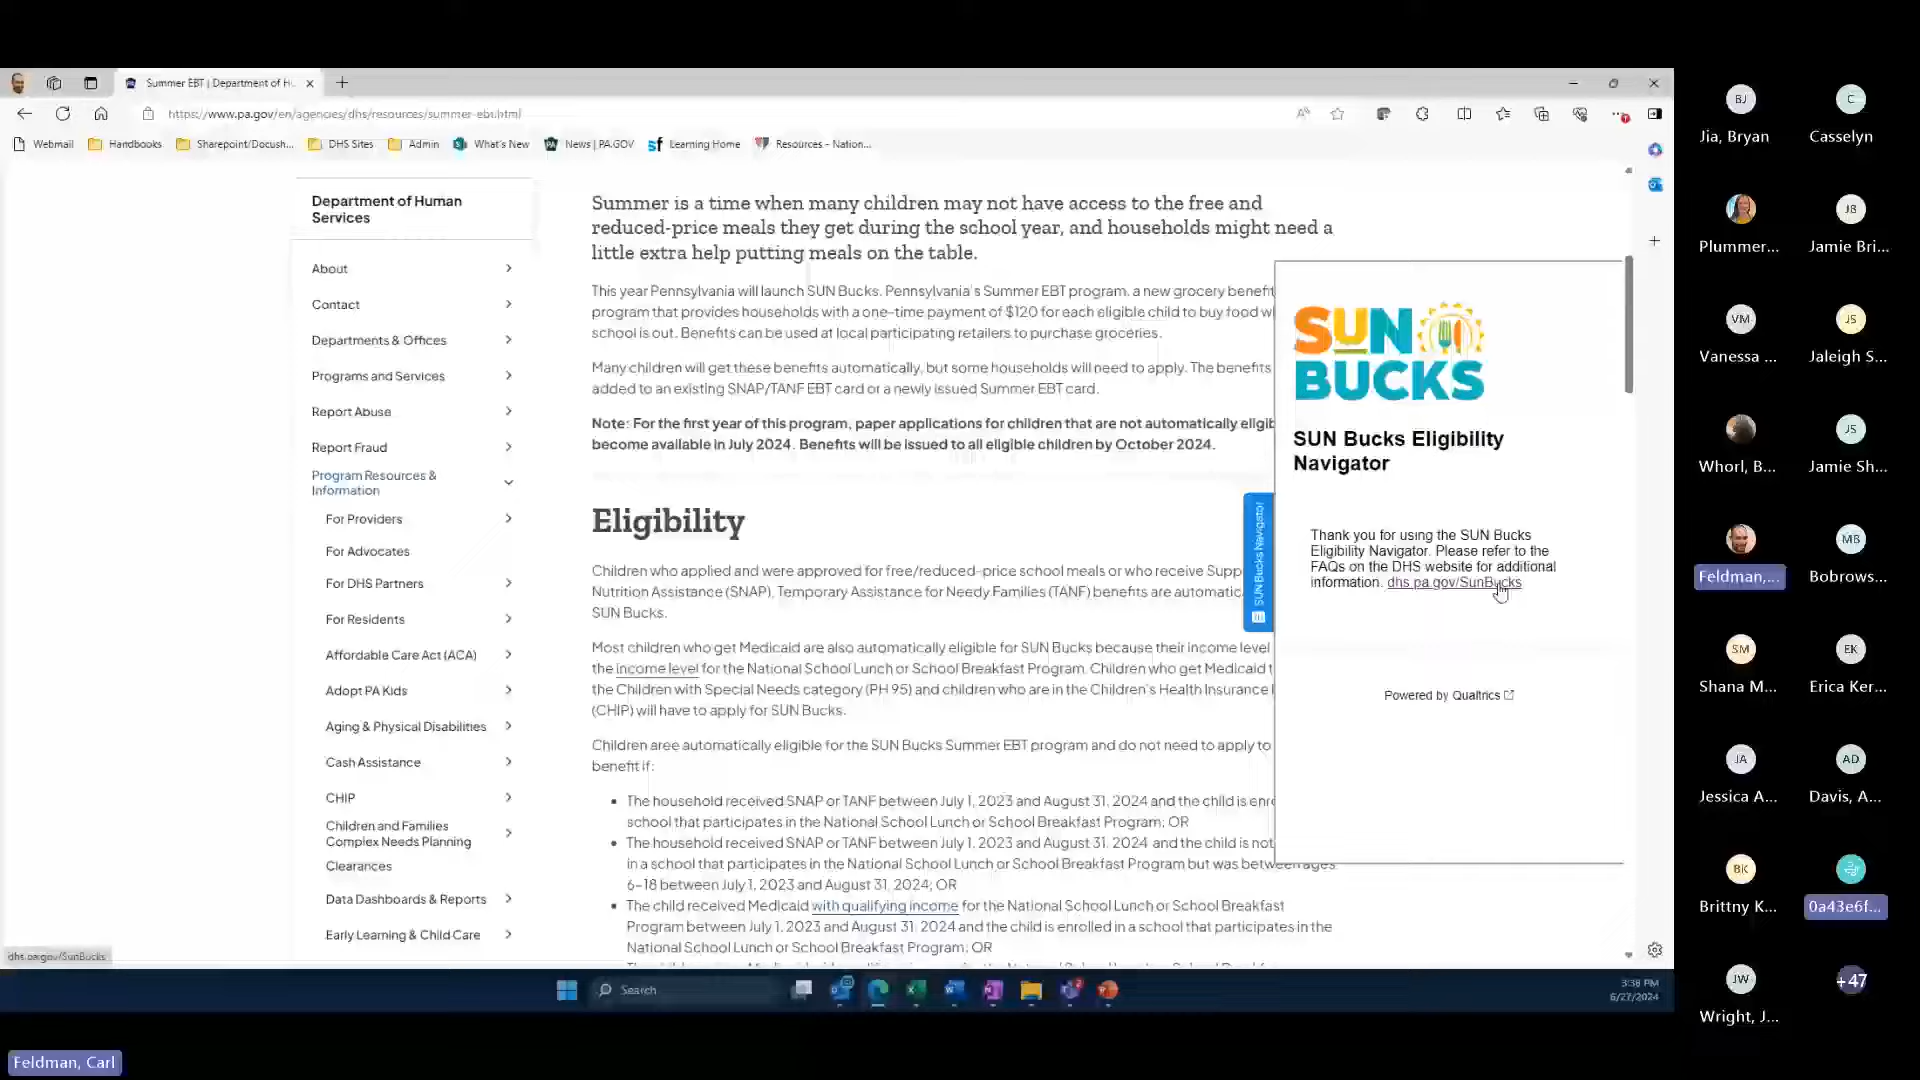 Summer EBT | Department of Hu
https://www.pa.gov/en/agencies/dhs/resources/summer-ebt.html
Webmail
Handbooks
Sharepoint/Docush...
DHS Sites
Admin
What's New
News | PA.GOV
Learning Home
Resources - Nation...
Department of Human
Services
About
Contact
Departments & Offices
Programs and Services
Report Abuse
Report Fraud
Program Resources &
Information
For Providers
For Advocates
For DHS Partners
For Residents
Affordable Care Act (ACA)
Adopt PA Kids
Aging & Physical Disabilities
Cash Assistance
CHIP
Children and Families
Complex Needs Planning
Clearances
Data Dashboards & Reports
Early Learning & Child Care
dhs.pa.gov/SunBucks
Summer is a time when many children may not have access to the free and
reduced-price meals they get during the school year, and households might need a
little extra help putting meals on the table.
This year Pennsylvania will launch SUN Bucks, Pennsylvania's Summer EBT program, a new grocery benefit
program that provides households with a one-time payment of $120 for each eligible child to buy food w
school is out. Benefits can be used at local participating retailers to purchase groceries.
Many children will get these benefits automatically, but some households will need to apply. The benefits
added to an existing SNAP/TANF EBT card or a newly issued Summer EBT card.
Note: For the first year of this program, paper applications for children that are not automatically eligib
become available in July 2024. Benefits will be issued to all eligible children by October 2024.
Eligibility
Children who applied and were approved for free/reduced-price school meals or who receive Supp
Nutrition Assistance (SNAP), Temporary Assistance for Needy Families (TANF) benefits are automatica
SUN Bucks.
Most children who get Medicaid are also automatically eligible for SUN Bucks because their income level
the income level for the National School Lunch or School Breakfast Program. Children who get Medicaid t
the Children with Special Needs category (PH 95) and children who are in the Children's Health Insurance
(CHIP) will have to apply for SUN Bucks.
Children aree automatically eligible for the SUN Bucks Summer EBT program and do not need to apply to
benefit if:
The household received SNAP or TANF between July 1, 2023 and August 31, 2024 and the child is enro
school that participates in the National School Lunch or School Breakfast Program; OR
The household received SNAP or TANF between July 1, 2023 and August 31, 2024 and the child is not
in a school that participates in the National School Lunch or School Breakfast Program but was between ages
6-18 between July 1, 2023 and August 31, 2024; OR
The child received Medicaid with qualifying income for the National School Lunch or School Breakfast
Program between July 1, 2023 and August 31, 2024 and the child is enrolled in a school that participates in the
National School Lunch or School Breakfast Program; OR
SUN Bucks Navigator
SUN
BUCKS
SUN Bucks Eligibility
Navigator
Thank you for using the SUN Bucks
Eligibility Navigator. Please refer to the
FAQs on the DHS website for additional
information. dhs.pa.gov/SunBucks
Powered by Qualtrics
Search
3:38 PM
6/27/2024
BJ
Jia, Bryan
C
Casselyn
Plummer...
JB
Jamie Bri...
VM
Vanessa ...
JS
Jaleigh S...
Whorl, B...
JS
Jamie Sh...
Feldman,...
MB
Bobrows...
SM
Shana M...
EK
Erica Ker...
JA
Jessica A...
AD
Davis, A...
BK
Brittny K...
0a43e6f...
JW
Wright, J...
+47
Feldman, Carl